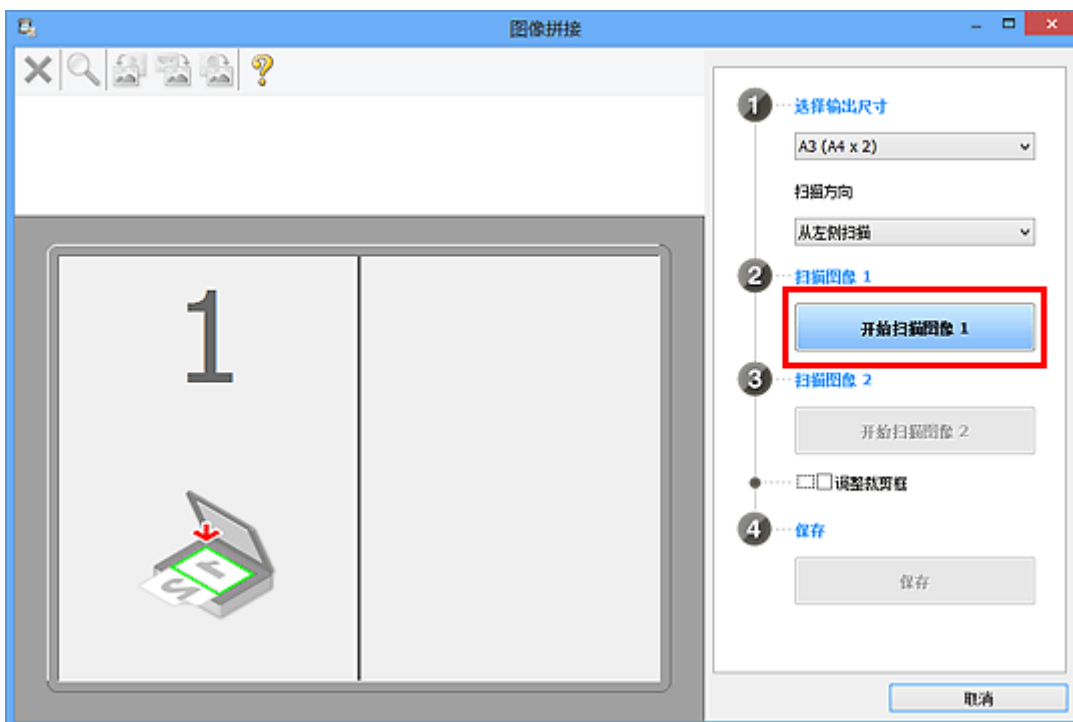 图像拼接
1
选择输出尺寸
A3 (A4 x 2)
扫描方向
从左侧扫描
2
扫描图像 1
开始扫描图像 1
3
扫描图像 2
开始扫描图像 2
调整裁剪框
4
保存
保存
取消
1